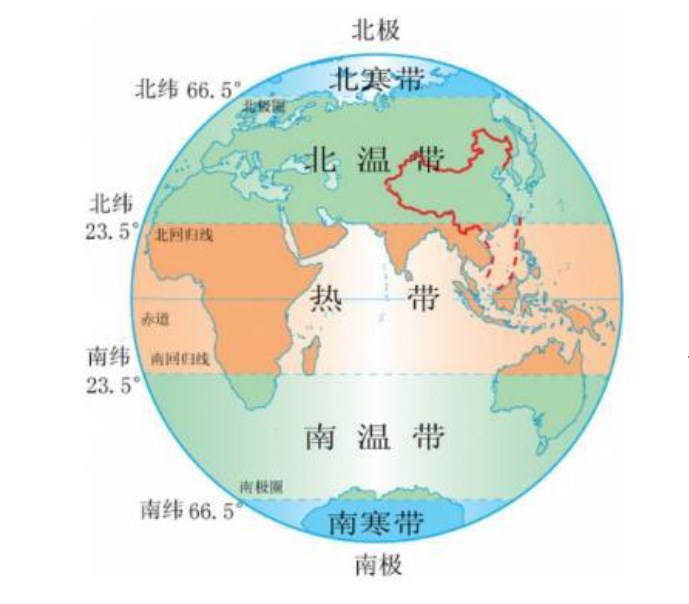 北极
北寒带
北纬 66.5°
北极圈
北 温 带
北纬
23.5°
北回归线
热 带
赤道
南纬
23.5°
南回归线
南 温 带
南极圈
南纬 66.5°
南寒带
南极